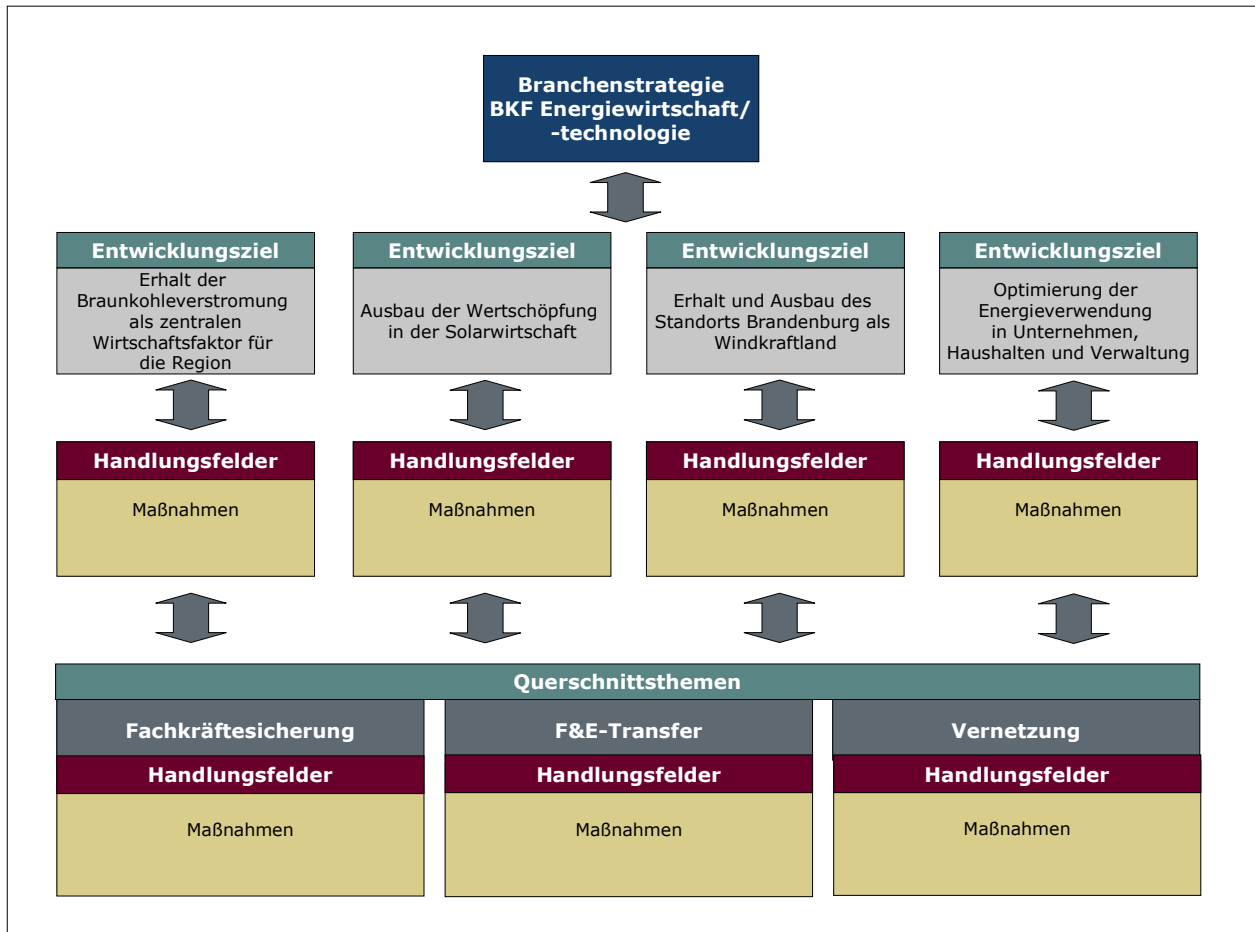 Branchenstrategie
BKF Energiewirtschaft/
-technologie
Entwicklungsziel
Erhalt der
Braunkohleverstromung
als zentralen
Wirtschaftsfaktor für
die Region
Entwicklungsziel
Ausbau der Wertschöpfung
in der Solarwirtschaft
Entwicklungsziel
Erhalt und Ausbau des
Standorts Brandenburg als
Windkraftland
Entwicklungsziel
Optimierung der
Energieverwendung
in Unternehmen,
Haushalten und Verwaltung
Handlungsfelder
Maßnahmen
Handlungsfelder
Maßnahmen
Handlungsfelder
Maßnahmen
Handlungsfelder
Maßnahmen
Querschnittsthemen
Fachkräftesicherung
Handlungsfelder
Maßnahmen
F&E-Transfer
Handlungsfelder
Maßnahmen
Vernetzung
Handlungsfelder
Maßnahmen